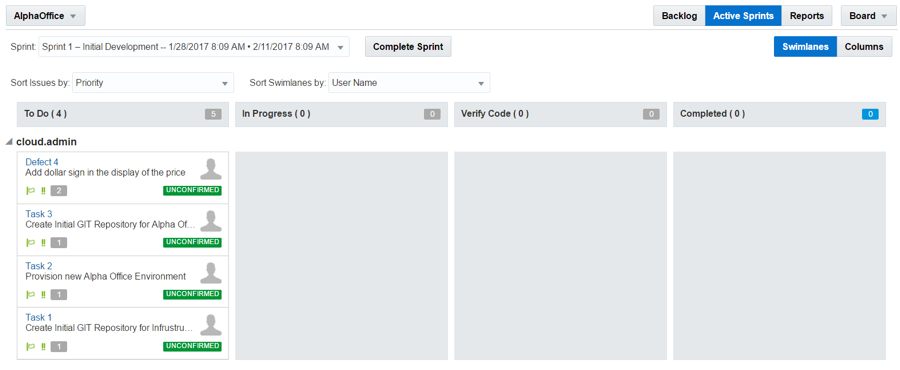 AlphaOffice
Backlog Active Sprints Reports Board
Sprint: Sprint 1 – Initial Development -- 1/28/2017 8:09 AM • 2/11/2017 8:09 AM Complete Sprint Swimlanes Columns
Sort Issues by: Priority Sort Swimlanes by: User Name
To Do ( 4 ) 5 In Progress ( 0 ) 0 Verify Code ( 0 ) 0 Completed ( 0 ) 0
cloud.admin
Defect 4
Add dollar sign in the display of the price
2 UNCONFIRMED
Task 3
Create Initial GIT Repository for Alpha Of...
1 UNCONFIRMED
Task 2
Provision new Alpha Office Environment
1 UNCONFIRMED
Task 1
Create Initial GIT Repository for Infrustru...
1 UNCONFIRMED